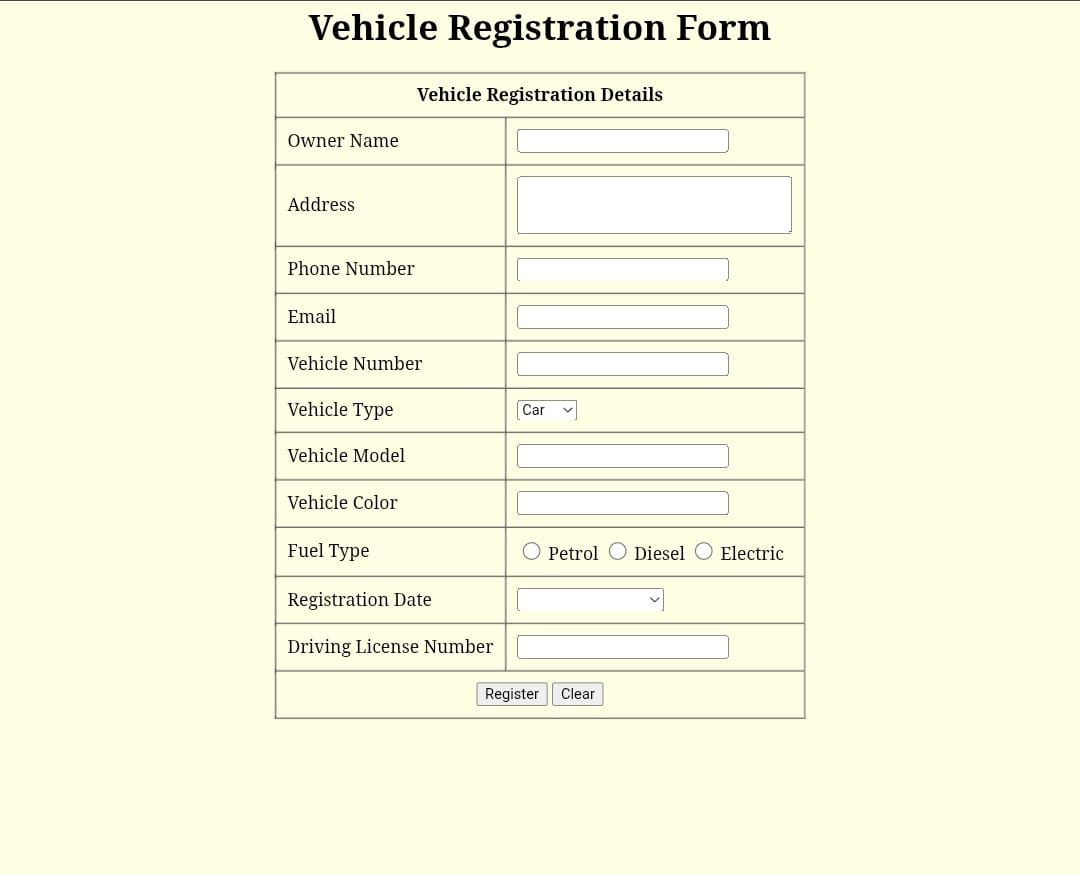 Vehicle Registration Form
Vehicle Registration Details
Owner Name
Address
Phone Number
Email
Vehicle Number
Vehicle Type Car
Vehicle Model
Vehicle Color
Fuel Type Petrol Diesel Electric
Registration Date
Driving License Number
Register Clear